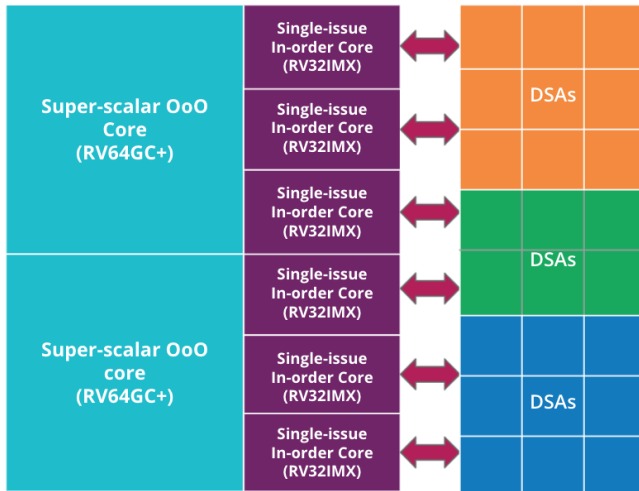 Super-scalar OoO
Core
(RV64GC+)
Super-scalar OoO
core
(RV64GC+)
Single-issue
In-order Core
(RV32IMX)
Single-issue
In-order Core
(RV32IMX)
Single-issue
In-order Core
(RV32IMX)
Single-issue
In-order Core
(RV32IMX)
Single-issue
In-order Core
(RV32IMX)
Single-issue
In-order Core
(RV32IMX)
DSAs
DSAs
DSAs